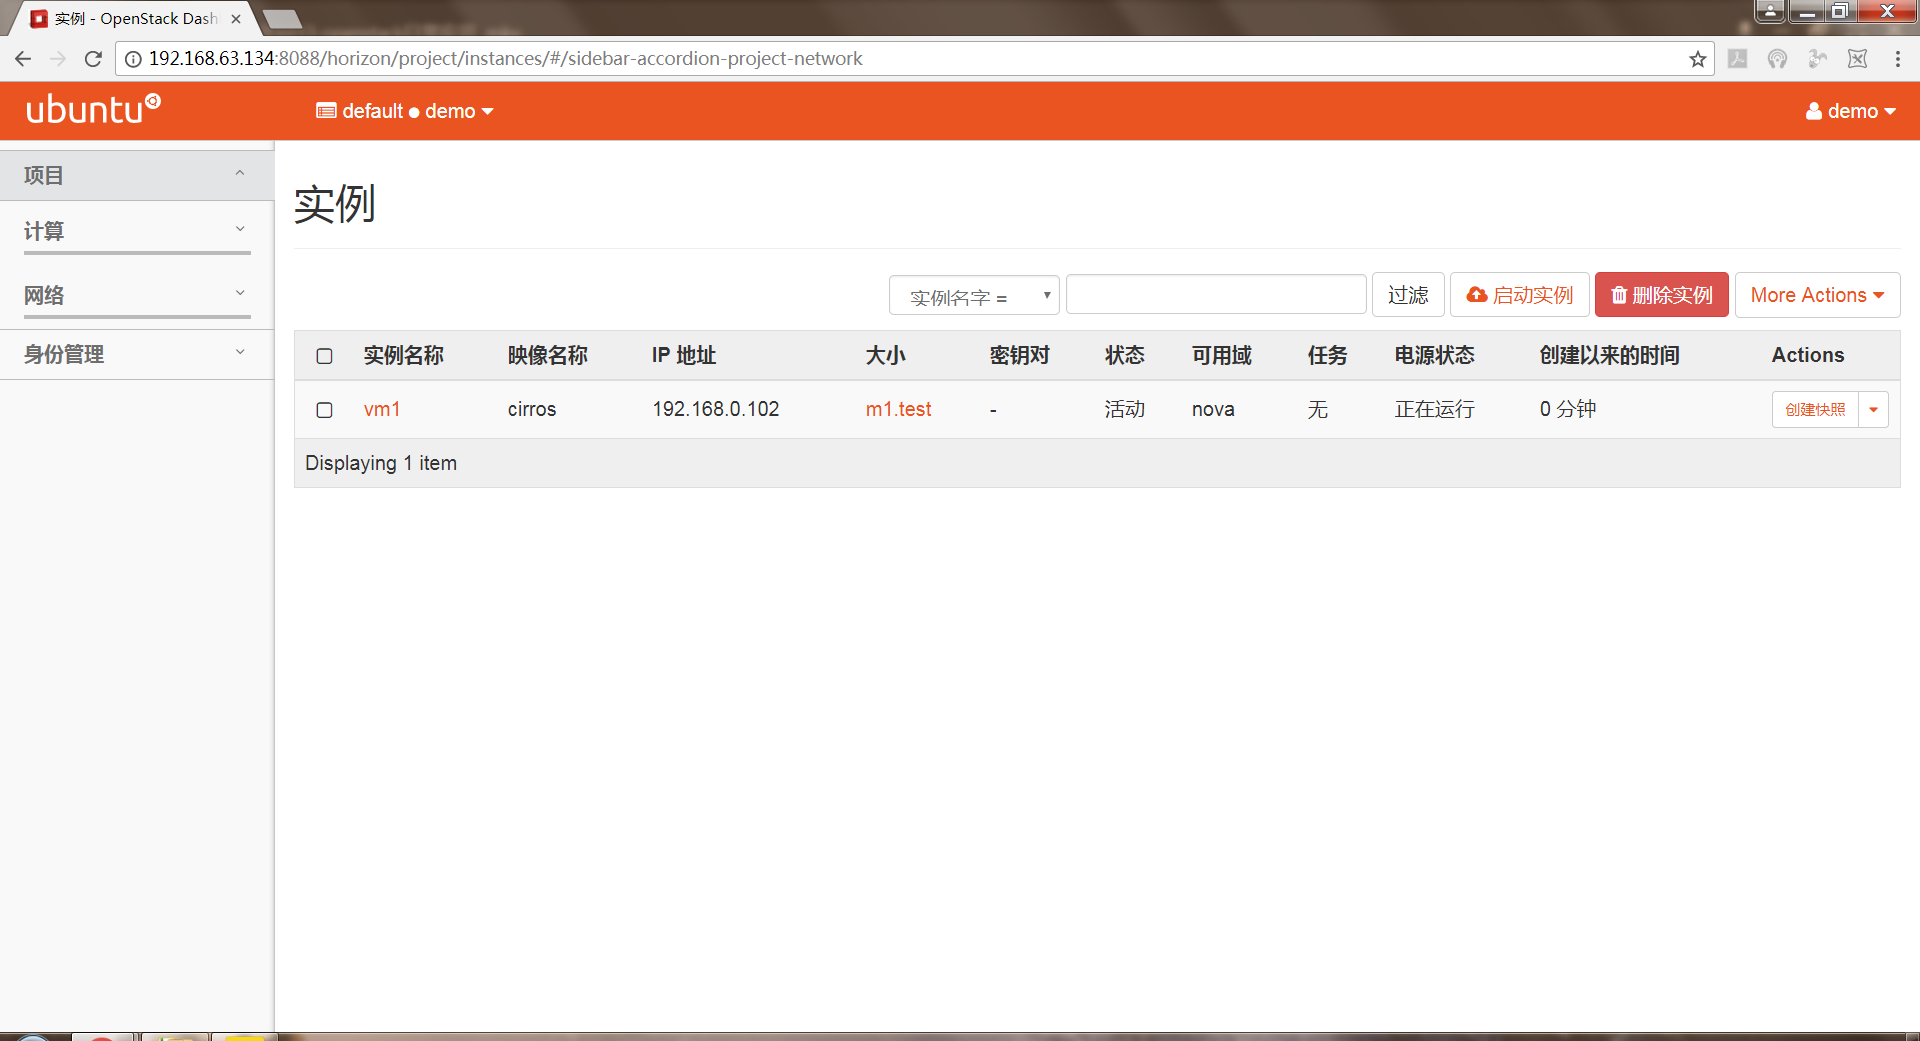 实例 - OpenStack Dash
192.168.63.134:8088/horizon/project/instances/#/sidebar-accordion-project-network
ubuntu
default ● demo
demo
项目
计算
网络
身份管理
实例
实例名字 =
过滤
启动实例
删除实例
More Actions
实例名称 映像名称 IP 地址 大小 密钥对 状态 可用域 任务 电源状态 创建以来的时间 Actions
vm1 cirros 192.168.0.102 m1.test - 活动 nova 无 正在运行 0 分钟 创建快照
Displaying 1 item